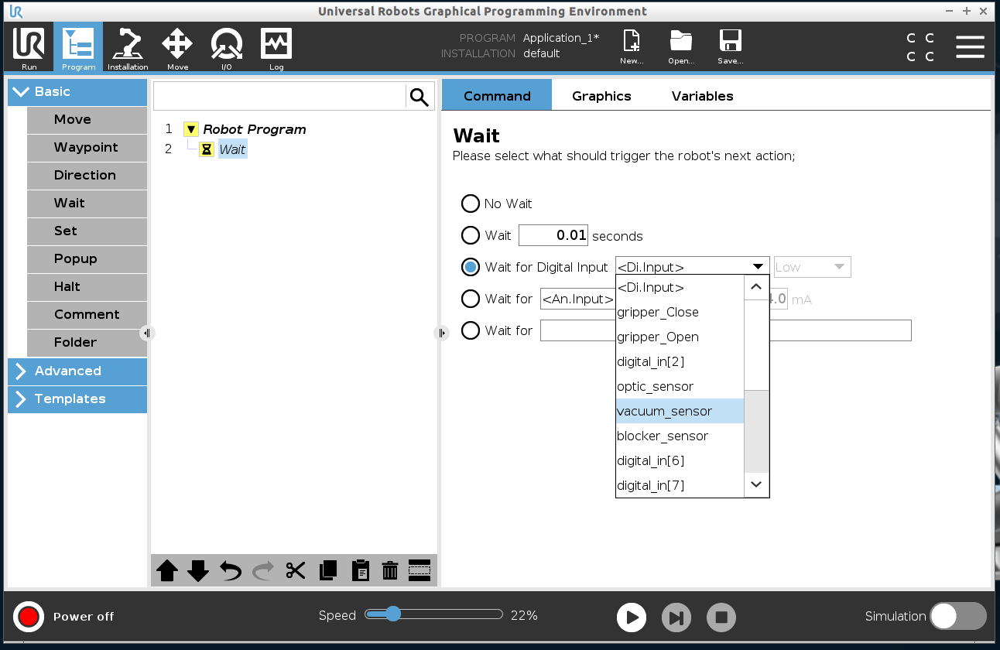 Universal Robots Graphical Programming Environment
PROGRAM Application_1*
INSTALLATION default
Run Program Installation Move I/O Log New... Open... Save...
C C
C C
Basic
Move
Waypoint
Direction
Wait
Set
Popup
Halt
Comment
Folder
Advanced
Templates
1 Robot Program
2 Wait
Command Graphics Variables
Wait
Please select what should trigger the robot's next action;
No Wait
Wait 0.01 seconds
Wait for Digital Input <Di.Input> Low
Wait for <An.Input> .0 mA
Wait for
<Di.Input>
gripper_Close
gripper_Open
digital_in[2]
optic_sensor
vacuum_sensor
blocker_sensor
digital_in[6]
digital_in[7]
Power off Speed 22% Simulation